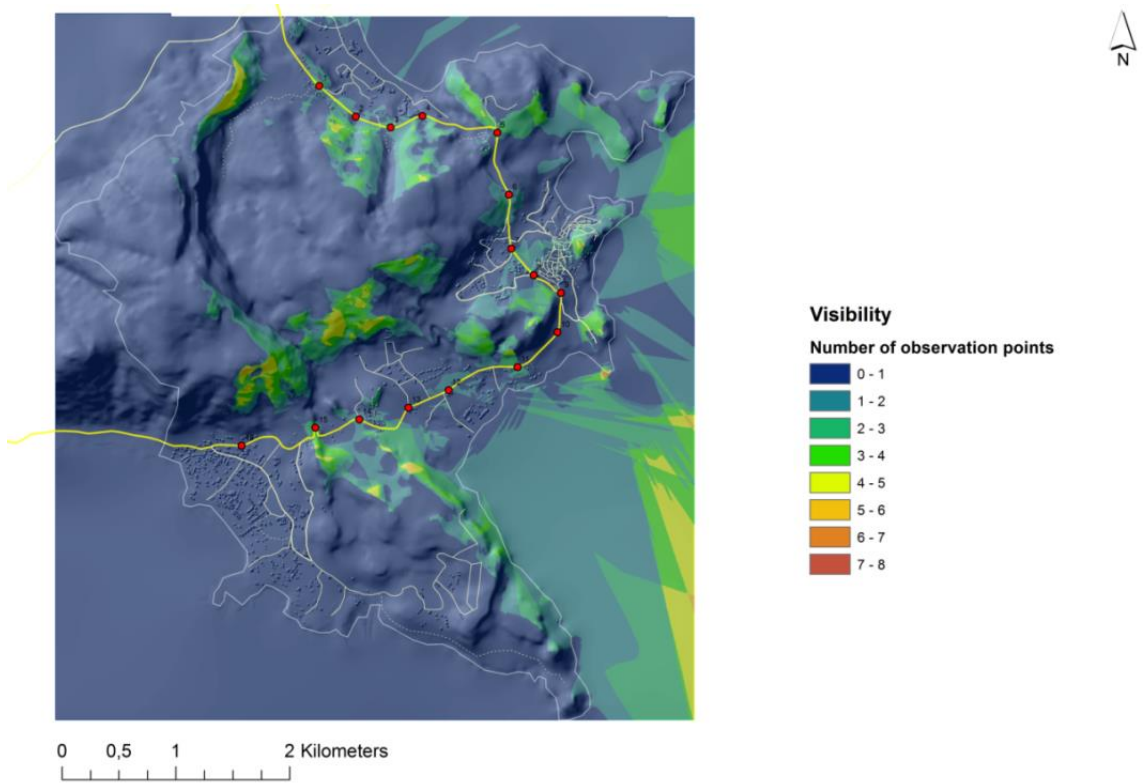 N
Visibility
Number of observation points
0 - 1
1 - 2
2 - 3
3 - 4
4 - 5
5 - 6
6 - 7
7 - 8
0 0,5 1 2 Kilometers